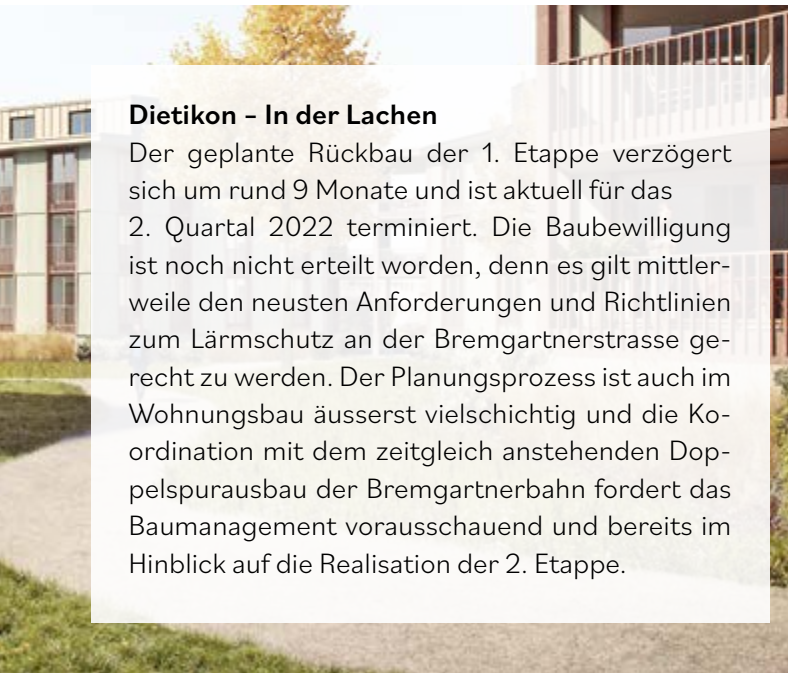 Dietikon – In der Lachen
Der geplante Rückbau der 1. Etappe verzögert
sich um rund 9 Monate und ist aktuell für das
2. Quartal 2022 terminiert. Die Baubewilligung
ist noch nicht erteilt worden, denn es gilt mittler-
weile den neusten Anforderungen und Richtlinien
zum Lärmschutz an der Bremgartnerstrasse ge-
recht zu werden. Der Planungsprozess ist auch im
Wohnungsbau äusserst vielschichtig und die Ko-
ordination mit dem zeitgleich anstehenden Dop-
pelspurausbau der Bremgartnerbahn fordert das
Baumanagement vorausschauend und bereits im
Hinblick auf die Realisation der 2. Etappe.